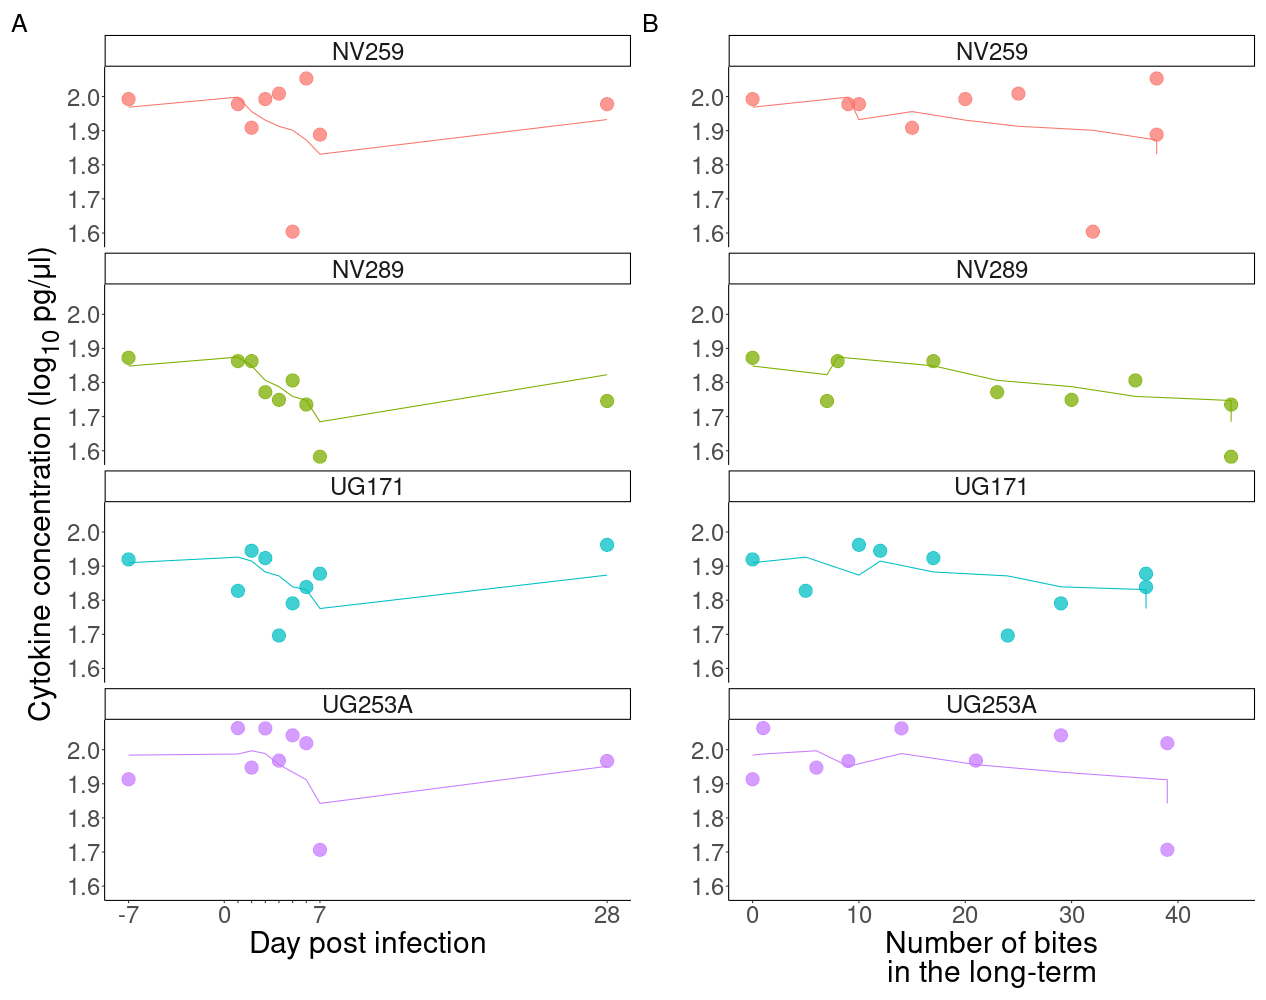 A
B
NV259
NV259
2.0
1.9
1.8
1.7
1.6
2.0
1.9
1.8
1.7
1.6
NV289
NV289
2.0
1.9
1.8
1.7
1.6
2.0
1.9
1.8
1.7
1.6
UG171
UG171
2.0
1.9
1.8
1.7
1.6
2.0
1.9
1.8
1.7
1.6
UG253A
UG253A
2.0
1.9
1.8
1.7
1.6
2.0
1.9
1.8
1.7
1.6
Cytokine concentration (log10 pg/µl)
-7 0 7 28
0 10 20 30 40
Day post infection
Number of bites
in the long-term